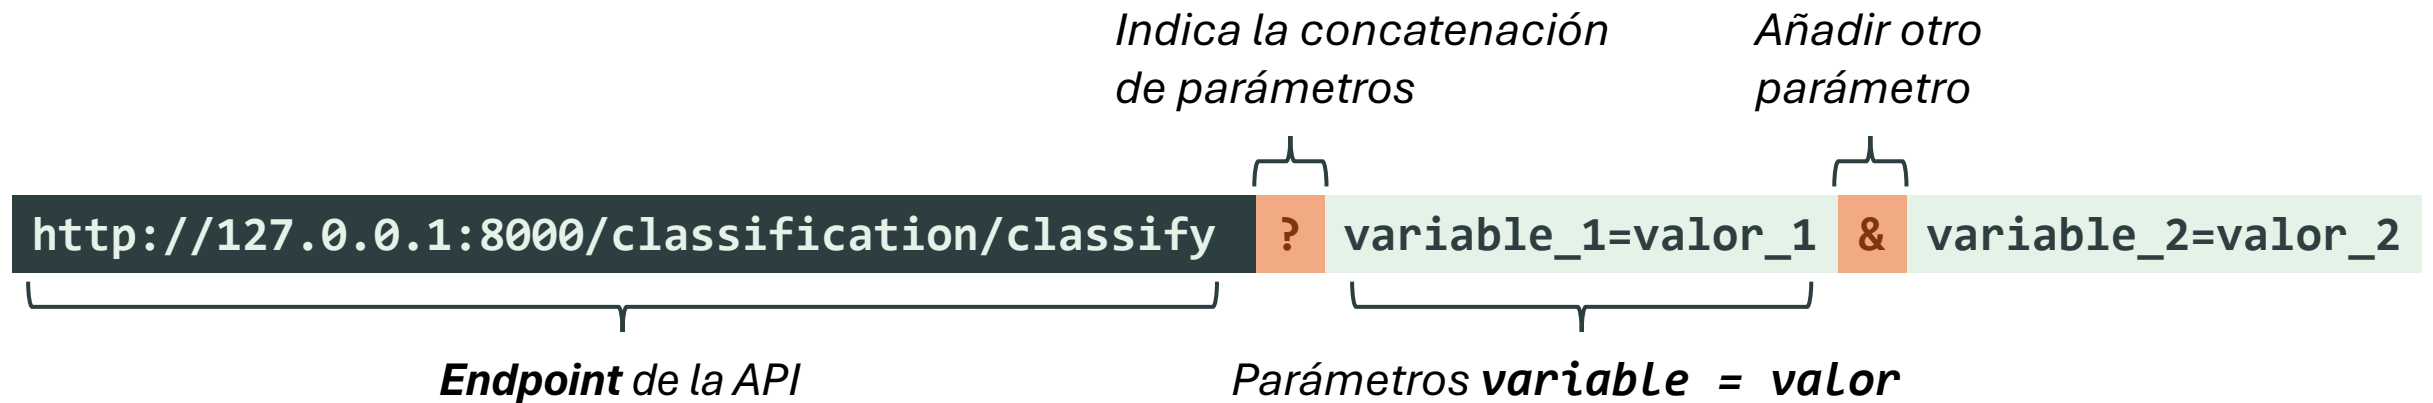 Indica la concatenación
de parámetros
Añadir otro
parámetro
http://127.0.0.1:8000/classification/classify ? variable_1=valor_1 & variable_2=valor_2
Endpoint de la API
Parámetros variable = valor